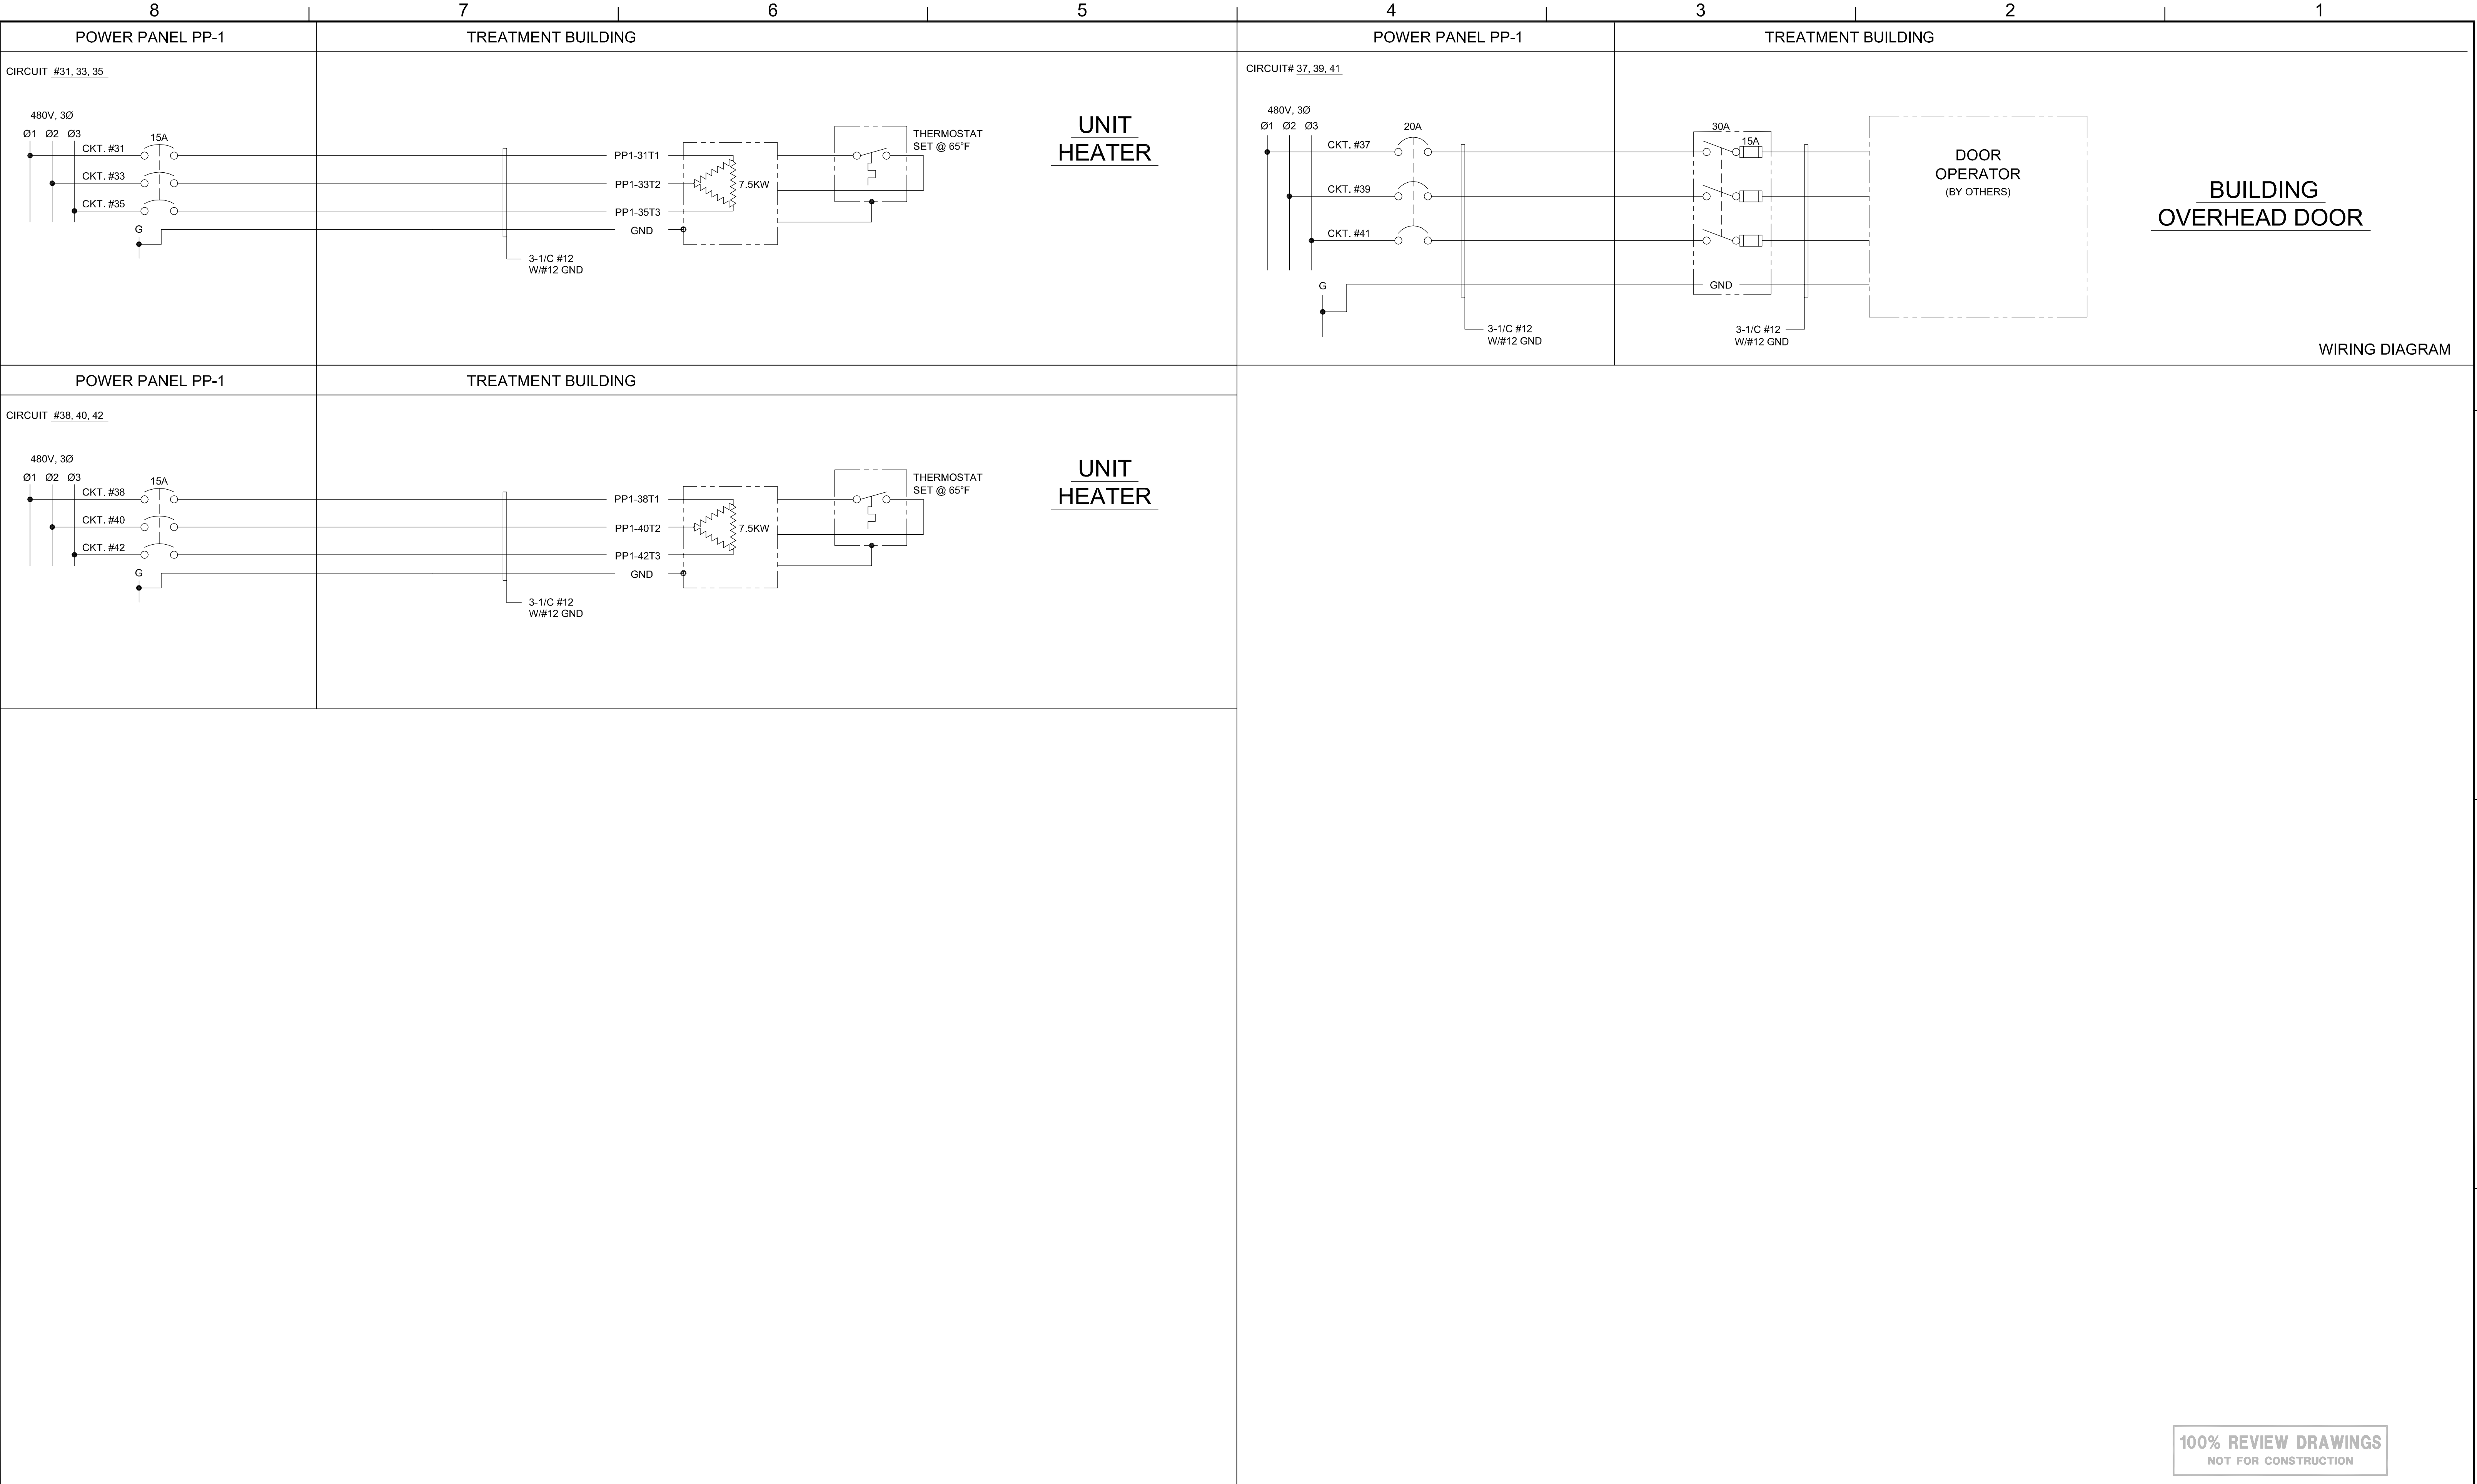 8 7 6 5 4 3 2 1
POWER PANEL PP-1
TREATMENT BUILDING
CIRCUIT #31, 33, 35
480V, 3Ø
Ø1 Ø2 Ø3
15A
CKT. #31
CKT. #33
CKT. #35
G
PP1-31T1
PP1-33T2
PP1-35T3
GND
3-1/C #12
W/#12 GND
7.5KW
THERMOSTAT
SET @ 65°F
UNIT
HEATER
POWER PANEL PP-1
TREATMENT BUILDING
CIRCUIT# 37, 39, 41
480V, 3Ø
Ø1 Ø2 Ø3
20A
CKT. #37
CKT. #39
CKT. #41
G
3-1/C #12
W/#12 GND
30A
15A
GND
3-1/C #12
W/#12 GND
DOOR
OPERATOR
(BY OTHERS)
BUILDING
OVERHEAD DOOR
WIRING DIAGRAM
POWER PANEL PP-1
TREATMENT BUILDING
CIRCUIT #38, 40, 42
480V, 3Ø
Ø1 Ø2 Ø3
15A
CKT. #38
CKT. #40
CKT. #42
G
PP1-38T1
PP1-40T2
PP1-42T3
GND
3-1/C #12
W/#12 GND
7.5KW
THERMOSTAT
SET @ 65°F
UNIT
HEATER
100% REVIEW DRAWINGS
NOT FOR CONSTRUCTION